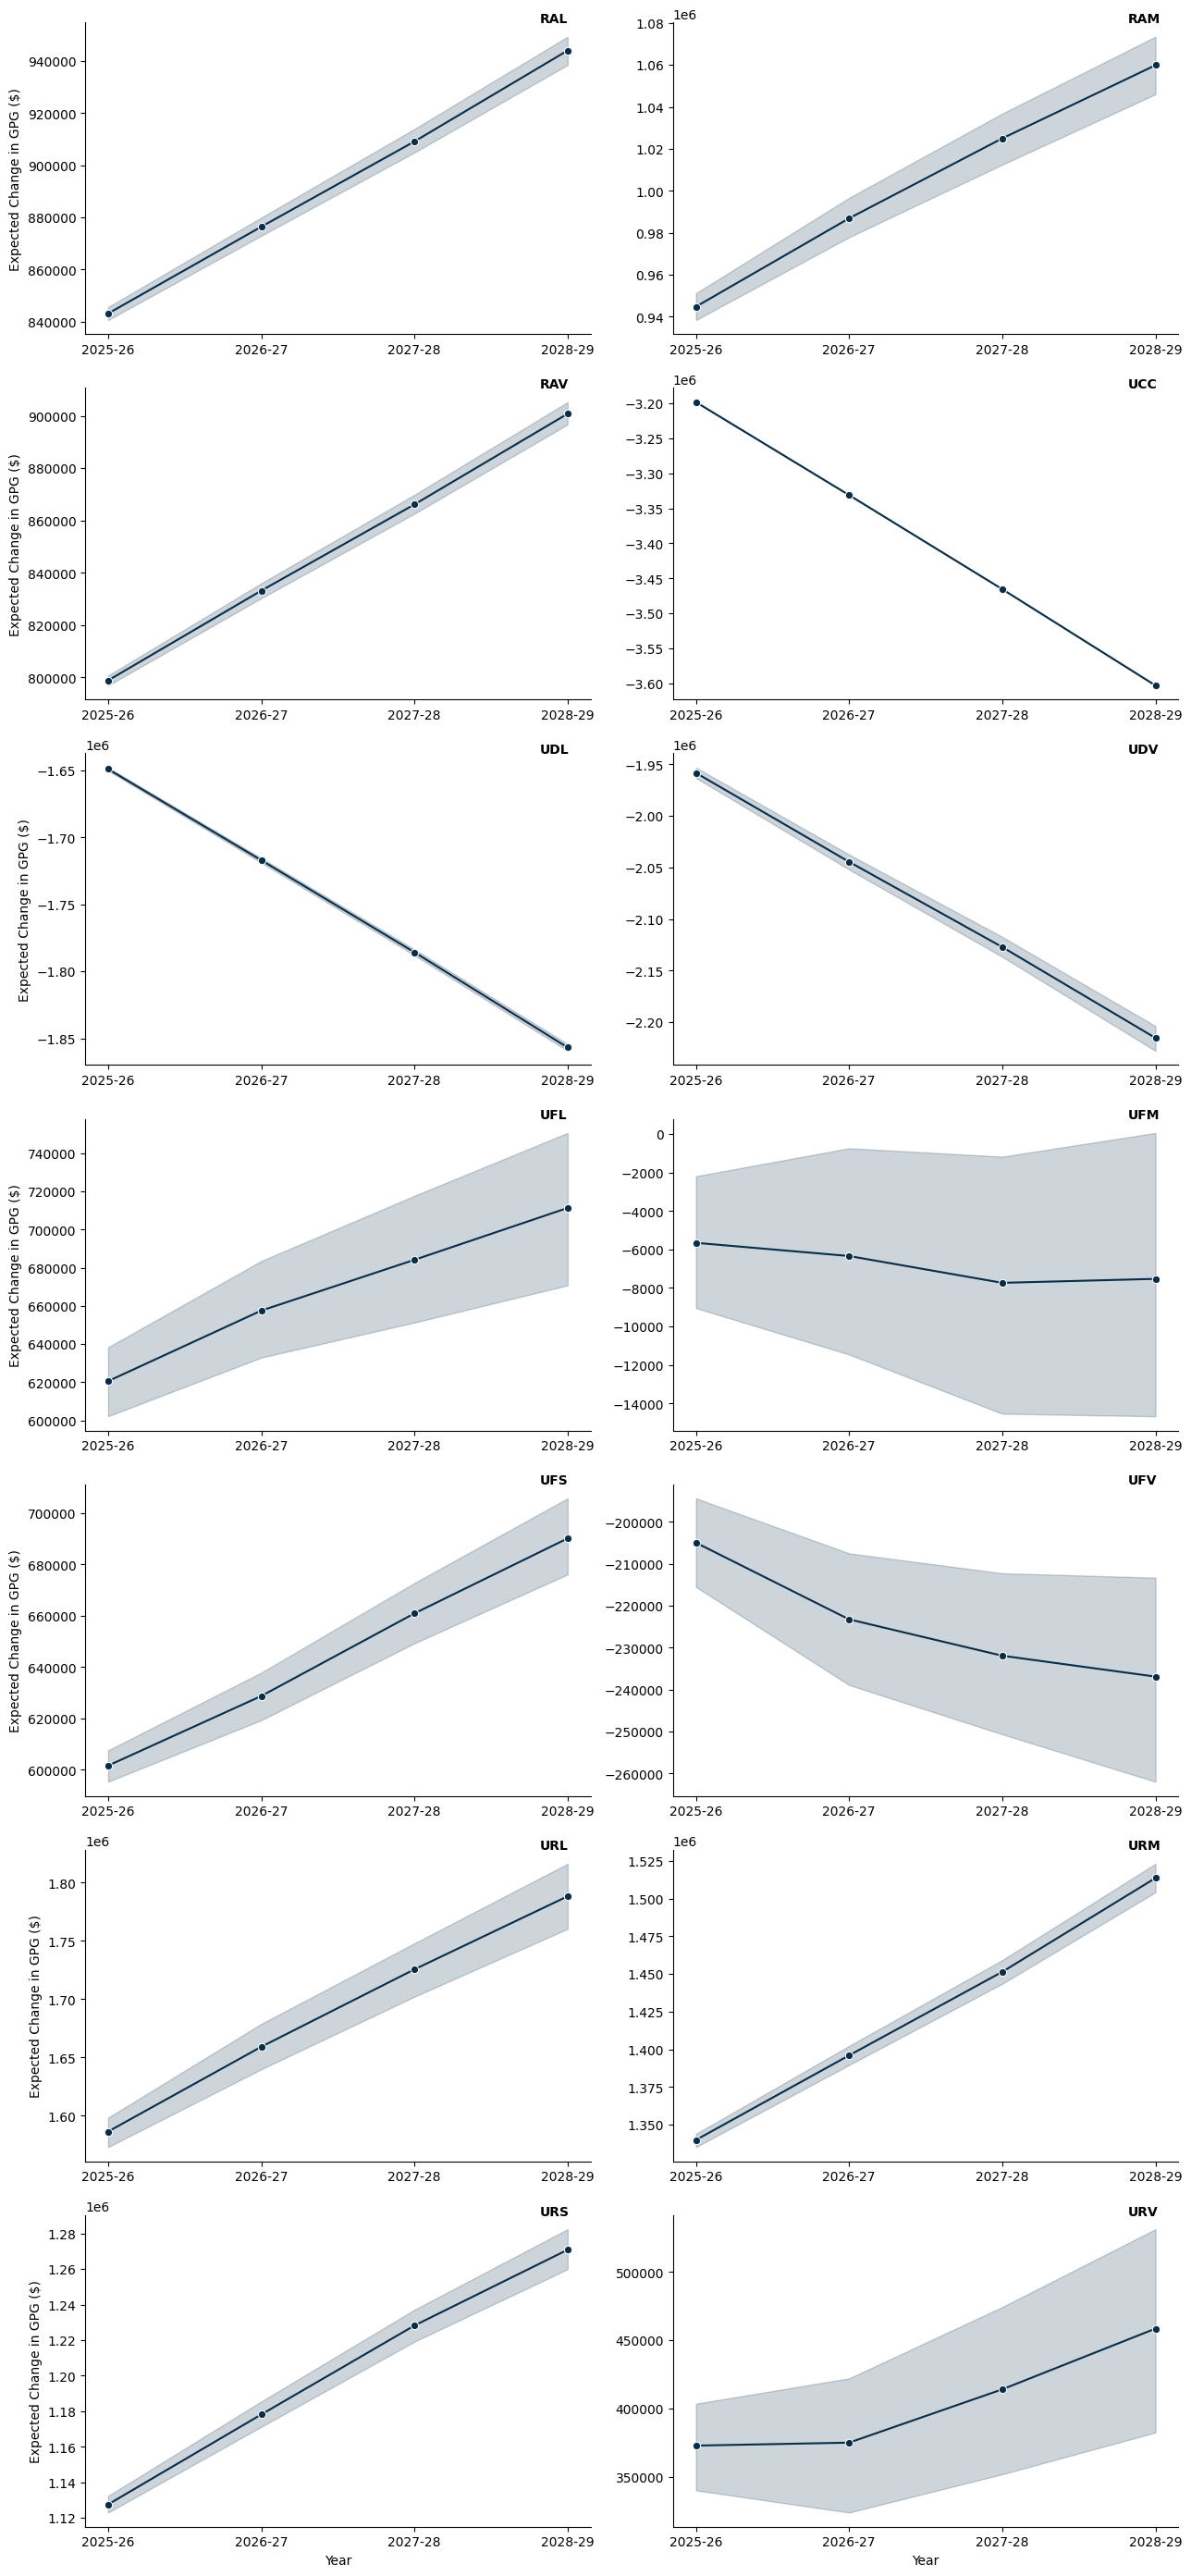 RAL
Expected Change in GPG ($)
940000
920000
900000
880000
860000
840000
2025-26 2026-27 2027-28 2028-29
RAM
1e6
1.08
1.06
1.04
1.02
1.00
0.98
0.96
0.94
2025-26 2026-27 2027-28 2028-29
RAV
Expected Change in GPG ($)
900000
880000
860000
840000
820000
800000
2025-26 2026-27 2027-28 2028-29
UCC
1e6
−3.20
−3.25
−3.30
−3.35
−3.40
−3.45
−3.50
−3.55
−3.60
2025-26 2026-27 2027-28 2028-29
UDL
1e6
Expected Change in GPG ($)
−1.65
−1.70
−1.75
−1.80
−1.85
2025-26 2026-27 2027-28 2028-29
UDV
1e6
−1.95
−2.00
−2.05
−2.10
−2.15
−2.20
2025-26 2026-27 2027-28 2028-29
UFL
Expected Change in GPG ($)
740000
720000
700000
680000
660000
640000
620000
600000
2025-26 2026-27 2027-28 2028-29
UFM
0
−2000
−4000
−6000
−8000
−10000
−12000
−14000
2025-26 2026-27 2027-28 2028-29
UFS
Expected Change in GPG ($)
700000
680000
660000
640000
620000
600000
2025-26 2026-27 2027-28 2028-29
UFV
−200000
−210000
−220000
−230000
−240000
−250000
−260000
2025-26 2026-27 2027-28 2028-29
URL
1e6
Expected Change in GPG ($)
1.80
1.75
1.70
1.65
1.60
2025-26 2026-27 2027-28 2028-29
URM
1e6
1.525
1.500
1.475
1.450
1.425
1.400
1.375
1.350
2025-26 2026-27 2027-28 2028-29
URS
1e6
Expected Change in GPG ($)
1.28
1.26
1.24
1.22
1.20
1.18
1.16
1.14
1.12
2025-26 2026-27 2027-28 2028-29
Year
URV
500000
450000
400000
350000
2025-26 2026-27 2027-28 2028-29
Year